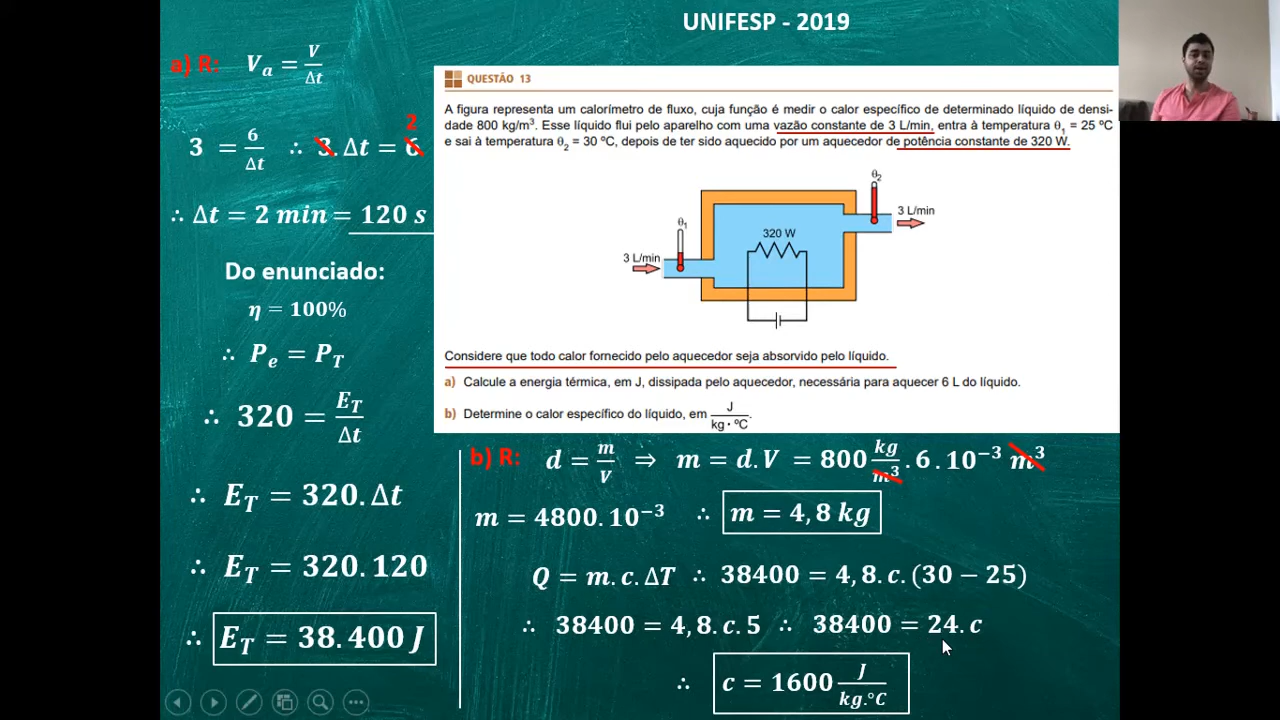 UNIFESP - 2019
a) R: Vₐ = V/Δt
3 = 6/Δt ∴ 3.Δt = 6 2
∴ Δt = 2 min = 120 s
Do enunciado:
η = 100%
∴ Pₑ = P_T
∴ 320 = E_T/Δt
∴ E_T = 320.Δt
∴ E_T = 320.120
∴ E_T = 38.400 J
QUESTÃO 13
A figura representa um calorímetro de fluxo, cuja função é medir o calor específico de determinado líquido de densi-
dade 800 kg/m³. Esse líquido flui pelo aparelho com uma vazão constante de 3 L/min, entra à temperatura θ₁ = 25 ºC
e sai à temperatura θ₂ = 30 ºC, depois de ter sido aquecido por um aquecedor de potência constante de 320 W.
θ₂
3 L/min
θ₁
320 W
3 L/min
Considere que todo calor fornecido pelo aquecedor seja absorvido pelo líquido.
a) Calcule a energia térmica, em J, dissipada pelo aquecedor, necessária para aquecer 6 L do líquido.
b) Determine o calor específico do líquido, em J/kg · ºC.
b) R: d = m/V ⇒ m = d.V = 800 kg/m³ . 6 . 10⁻³ m³
m = 4800. 10⁻³ ∴ m = 4,8 kg
Q = m. c. ΔT ∴ 38400 = 4,8. c. (30 − 25)
∴ 38400 = 4,8. c. 5 ∴ 38400 = 24. c
∴ c = 1600 J/kg.°C